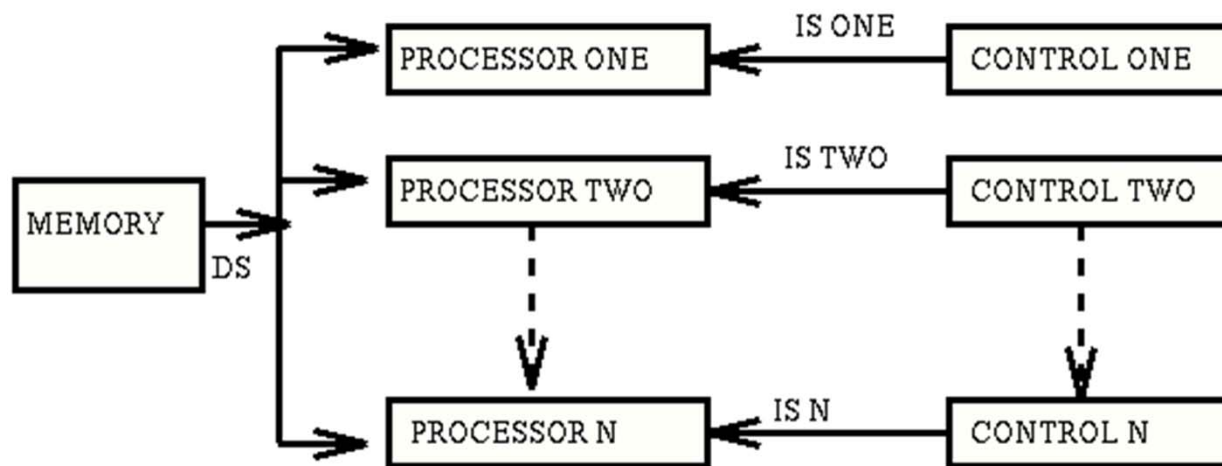 IS ONE
PROCESSOR ONE
CONTROL ONE
IS TWO
PROCESSOR TWO
CONTROL TWO
MEMORY
DS
IS N
PROCESSOR N
CONTROL N